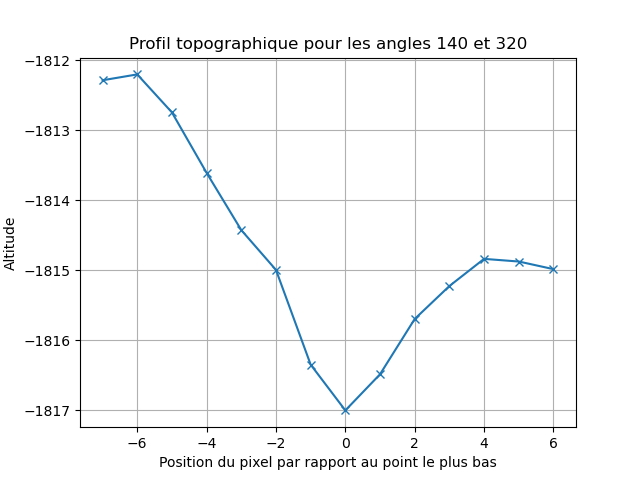 Profil topographique pour les angles 140 et 320
Altitude
−1812
−1813
−1814
−1815
−1816
−1817
−6 −4 −2 0 2 4 6
Position du pixel par rapport au point le plus bas